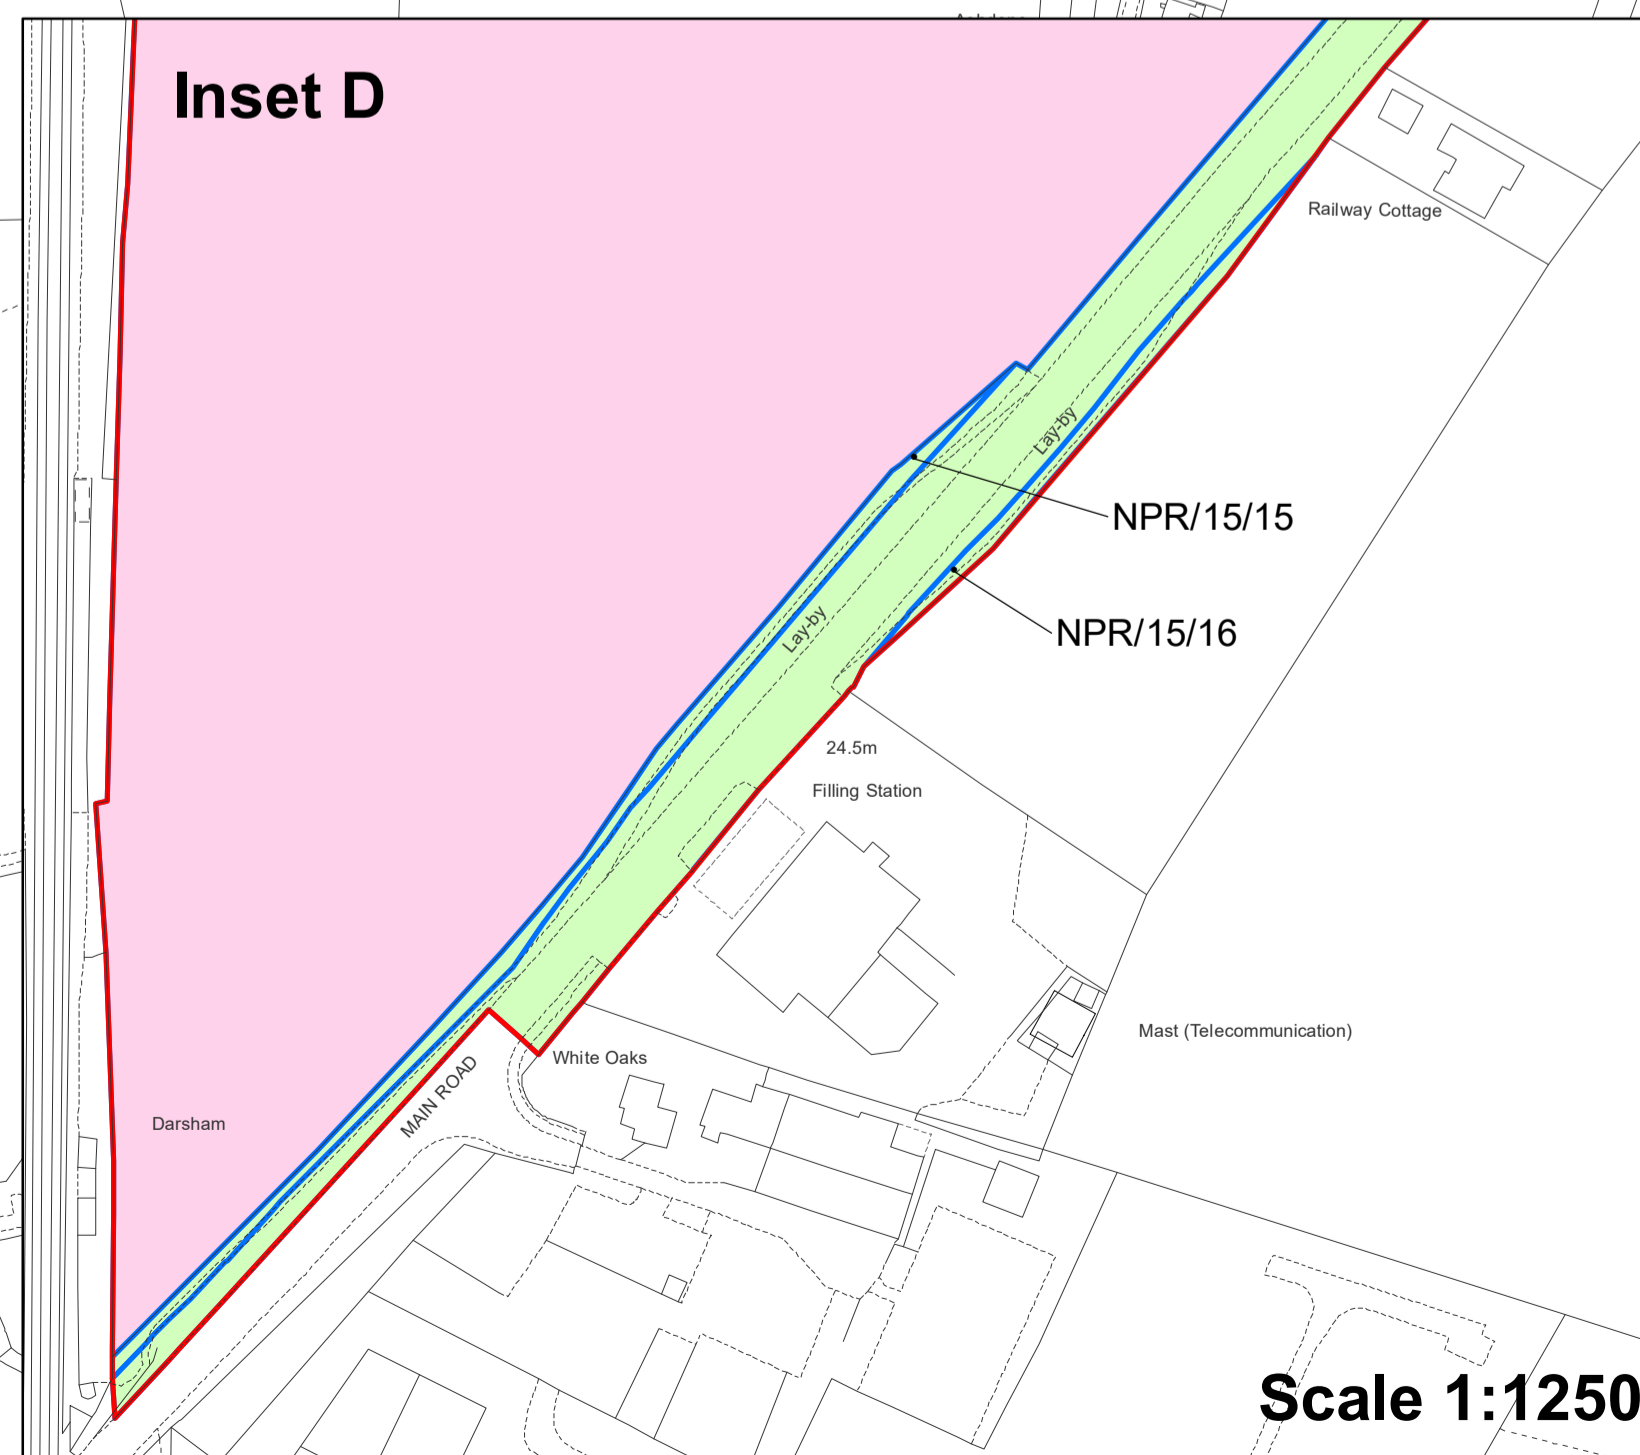 Inset D
Railway Cottage
Lay-by
NPR/15/15
Lay-by
NPR/15/16
24.5m
Filling Station
Mast (Telecommunication)
White Oaks
MAIN ROAD
Darsham
Scale 1:1250